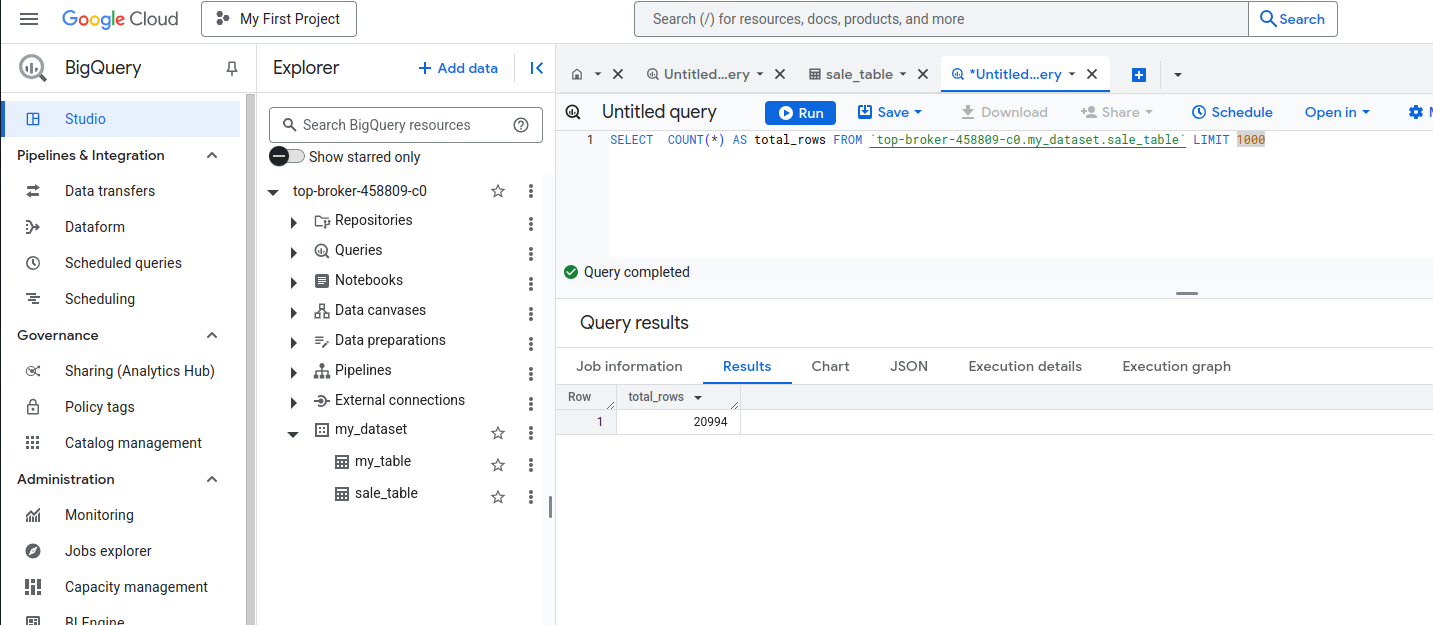 Google Cloud
My First Project
Search (/) for resources, docs, products, and more
Search
BigQuery
Studio
Pipelines & Integration
Data transfers
Dataform
Scheduled queries
Scheduling
Governance
Sharing (Analytics Hub)
Policy tags
Catalog management
Administration
Monitoring
Jobs explorer
Capacity management
BI Engine
Explorer
+ Add data
Search BigQuery resources
Show starred only
top-broker-458809-c0
Repositories
Queries
Notebooks
Data canvases
Data preparations
Pipelines
External connections
my_dataset
my_table
sale_table
Untitled...ery
sale_table
*Untitled...ery
Untitled query
Run
Save
Download
Share
Schedule
Open in
1 SELECT COUNT(*) AS total_rows FROM `top-broker-458809-c0.my_dataset.sale_table` LIMIT 1000
Query completed
Query results
Job information
Results
Chart
JSON
Execution details
Execution graph
Row total_rows
1 20994